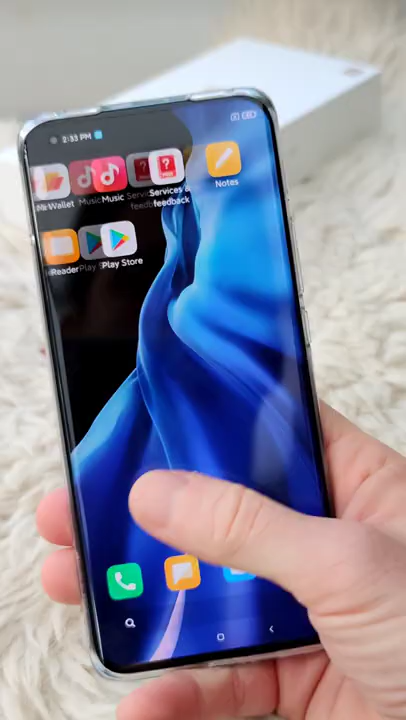 2:33 PM
Wallet Music Music Services & feedback Notes
Reader Play Store